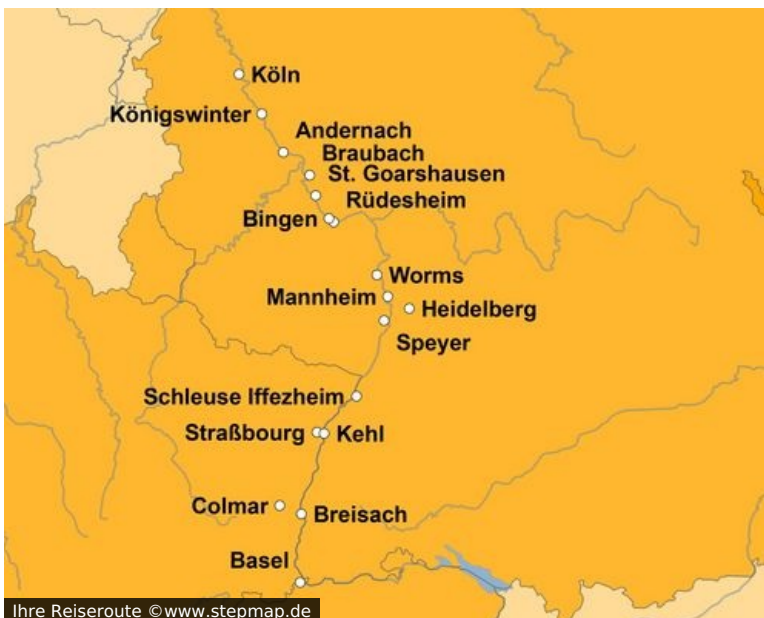 Köln
Königswinter
Andernach
Braubach
St. Goarshausen
Rüdesheim
Bingen
Worms
Mannheim
Heidelberg
Speyer
Schleuse Iffezheim
Straßbourg
Kehl
Colmar
Breisach
Basel
Ihre Reiseroute ©www.stepmap.de